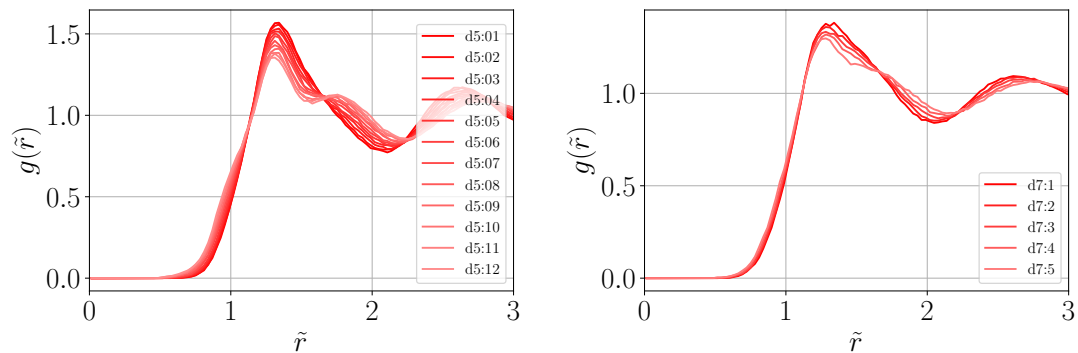 1.5
1.0
0.5
0.0
g(r̃)
0
1
2
3
r̃
d5:01
d5:02
d5:03
d5:04
d5:05
d5:06
d5:07
d5:08
d5:09
d5:10
d5:11
d5:12
1.0
0.5
0.0
g(r̃)
0
1
2
3
r̃
d7:1
d7:2
d7:3
d7:4
d7:5